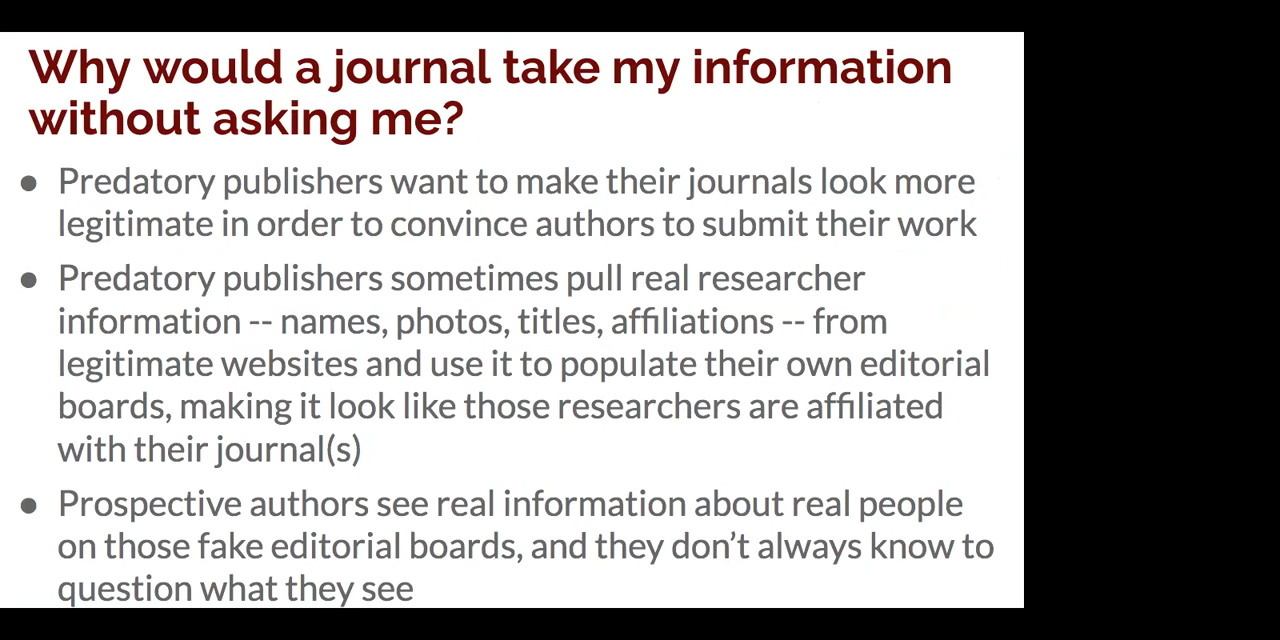 Why would a journal take my information
without asking me?
● Predatory publishers want to make their journals look more
legitimate in order to convince authors to submit their work
● Predatory publishers sometimes pull real researcher
information -- names, photos, titles, affiliations -- from
legitimate websites and use it to populate their own editorial
boards, making it look like those researchers are affiliated
with their journal(s)
● Prospective authors see real information about real people
on those fake editorial boards, and they don’t always know to
question what they see